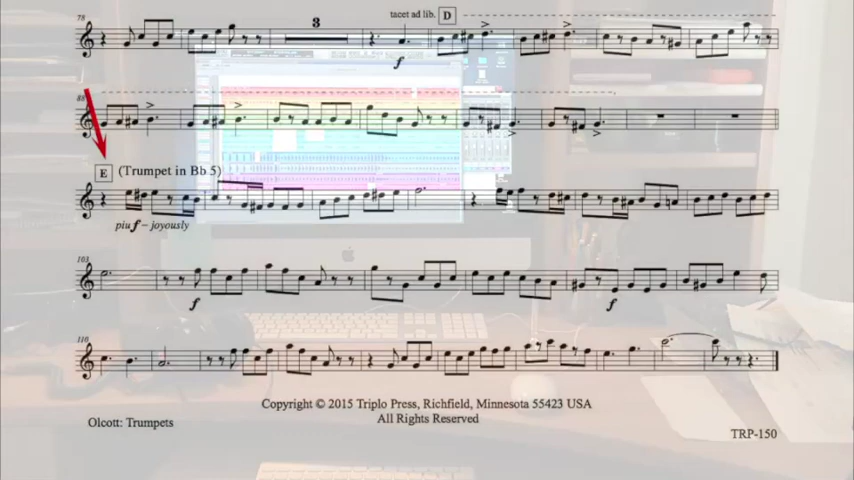 78
3
tacet ad lib. D
f
88
E (Trumpet in Bb 5)
piu f – joyously
103
f
f
110
Copyright © 2015 Triplo Press, Richfield, Minnesota 55423 USA
All Rights Reserved
Olcott: Trumpets
TRP-150